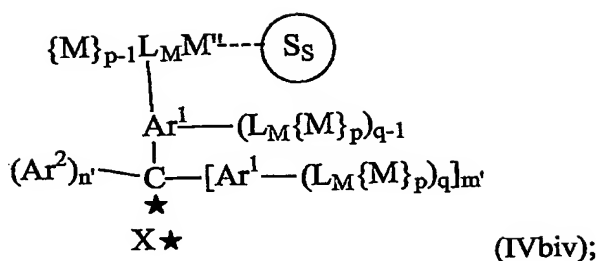 {M}p-1LMM"----SS
Ar¹—(LM{M}p)q-1
(Ar²)n'—C—[Ar¹—(LM{M}p)q]m'
★
X★
(IVbiv);